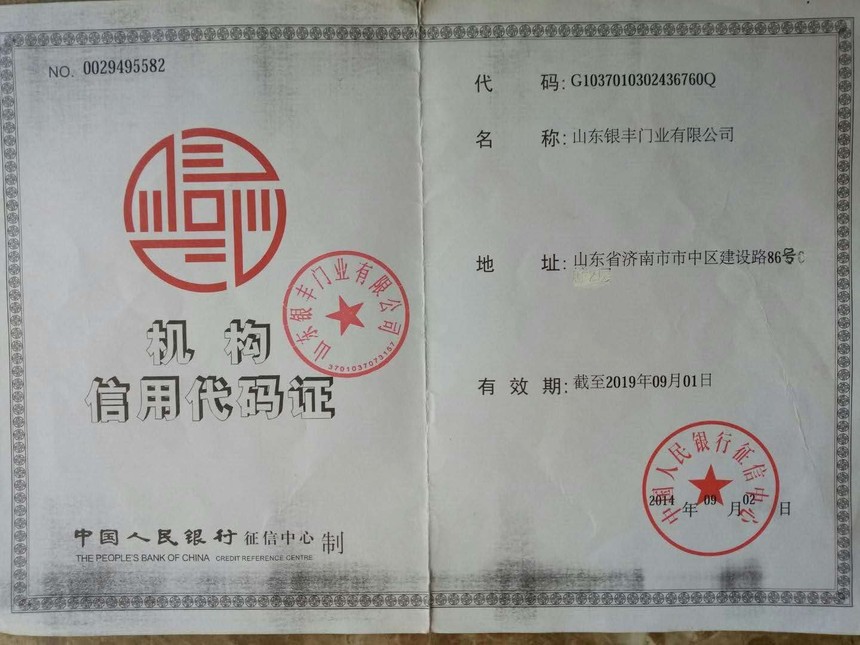 NO. 0029495582
山东银丰门业有限公司
3701037073157
机构
信用代码证
中国人民银行 征信中心 制
THE PEOPLE'S BANK OF CHINA CREDIT REFERENCE CENTRE
代 码: G1037010302436760Q
名 称: 山东银丰门业有限公司
地 址: 山东省济南市市中区建设路86号
有 效 期: 截至2019年09月01日
中国人民银行征信中心
2014 年 09 月 02 日